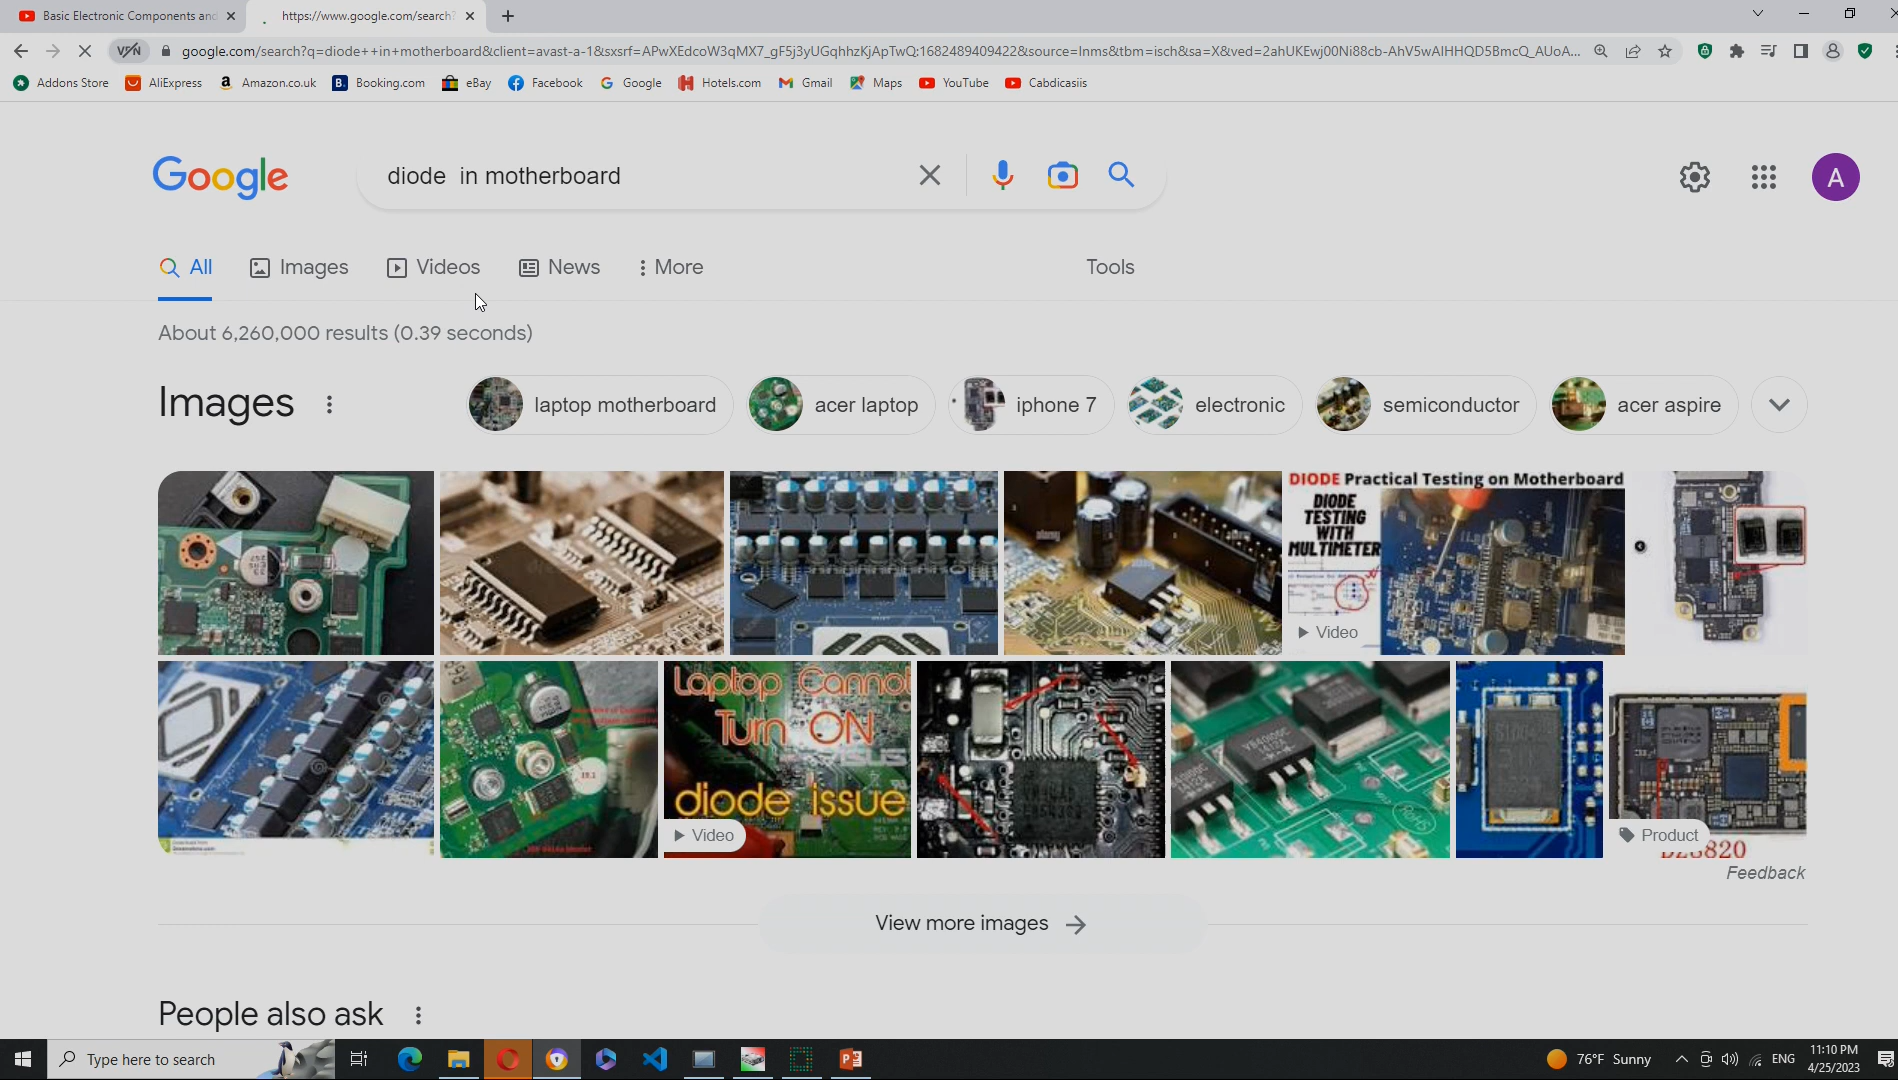 Basic Electronic Components and
https://www.google.com/search?
VPN
google.com/search?q=diode++in+motherboard&client=avast-a-1&sxsrf=APwXEdcoW3qMX7_gF5j3yUGqhhzKjApTwQ:1682489409422&source=lnms&tbm=isch&sa=X&ved=2ahUKEwj00Ni88cb-AhV5wAIHHQD5BmcQ_AUoA...
Addons Store
AliExpress
Amazon.co.uk
Booking.com
eBay
Facebook
Google
Hotels.com
Gmail
Maps
YouTube
Cabdicasiis
Google
diode  in motherboard
A
All
Images
Videos
News
More
Tools
About 6,260,000 results (0.39 seconds)
Images
laptop motherboard
acer laptop
iphone 7
electronic
semiconductor
acer aspire
DIODE Practical Testing on Motherboard
DIODE
TESTING
WITH
MULTIMETER
Video
Laptop Cannot
Turn ON
ASUS
diode issue
Video
19.1
RoHS
Product
Feedback
View more images
People also ask
Type here to search
76°F Sunny
ENG
11:10 PM
4/25/2023